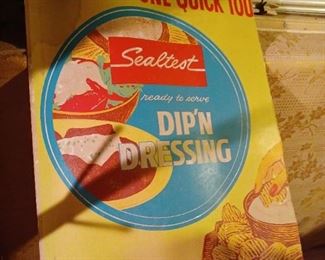 ONE QUICK TOU
Sealtest
ready to serve
DIP'N
DRESSING